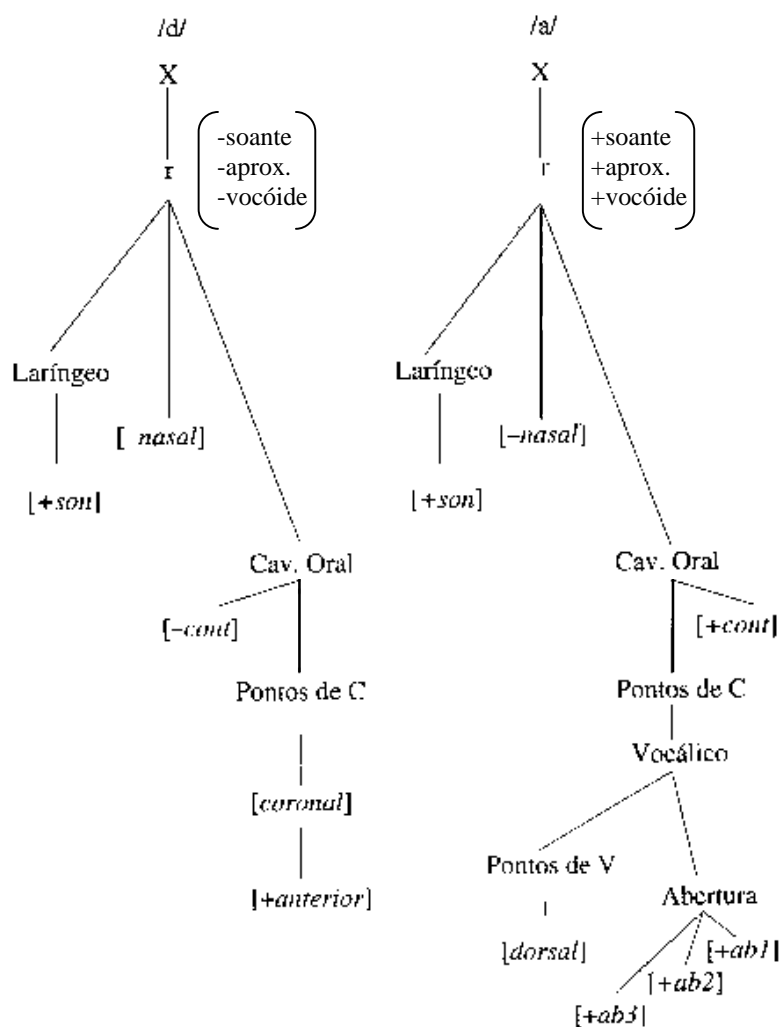 /d/ /a/
X X
-soante +soante
-aprox. +aprox.
-vocóide +vocóide
r r
Laríngeo Laríngeo
[–nasal] [–nasal]
[+son] [+son]
Cav. Oral Cav. Oral
[–cont] [+cont]
Pontos de C Pontos de C
Vocálico
[coronal]
Pontos de V
[+anterior] Abertura
[dorsal] [+ab1]
[+ab2]
[+ab3]